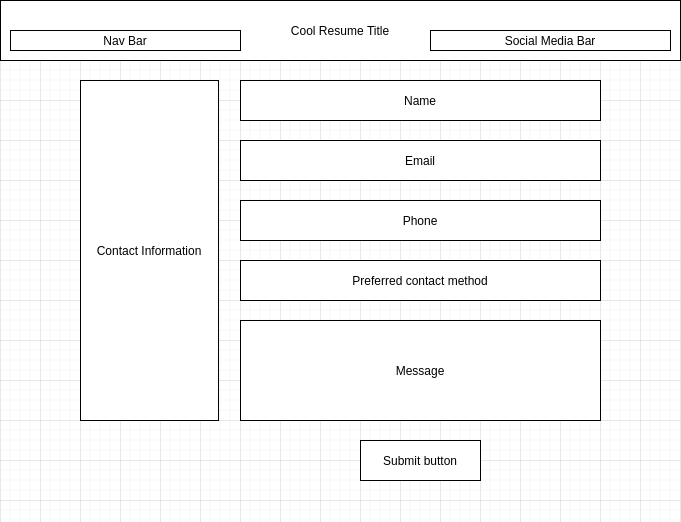 Cool Resume Title
Nav Bar
Social Media Bar
Contact Information
Name
Email
Phone
Preferred contact method
Message
Submit button